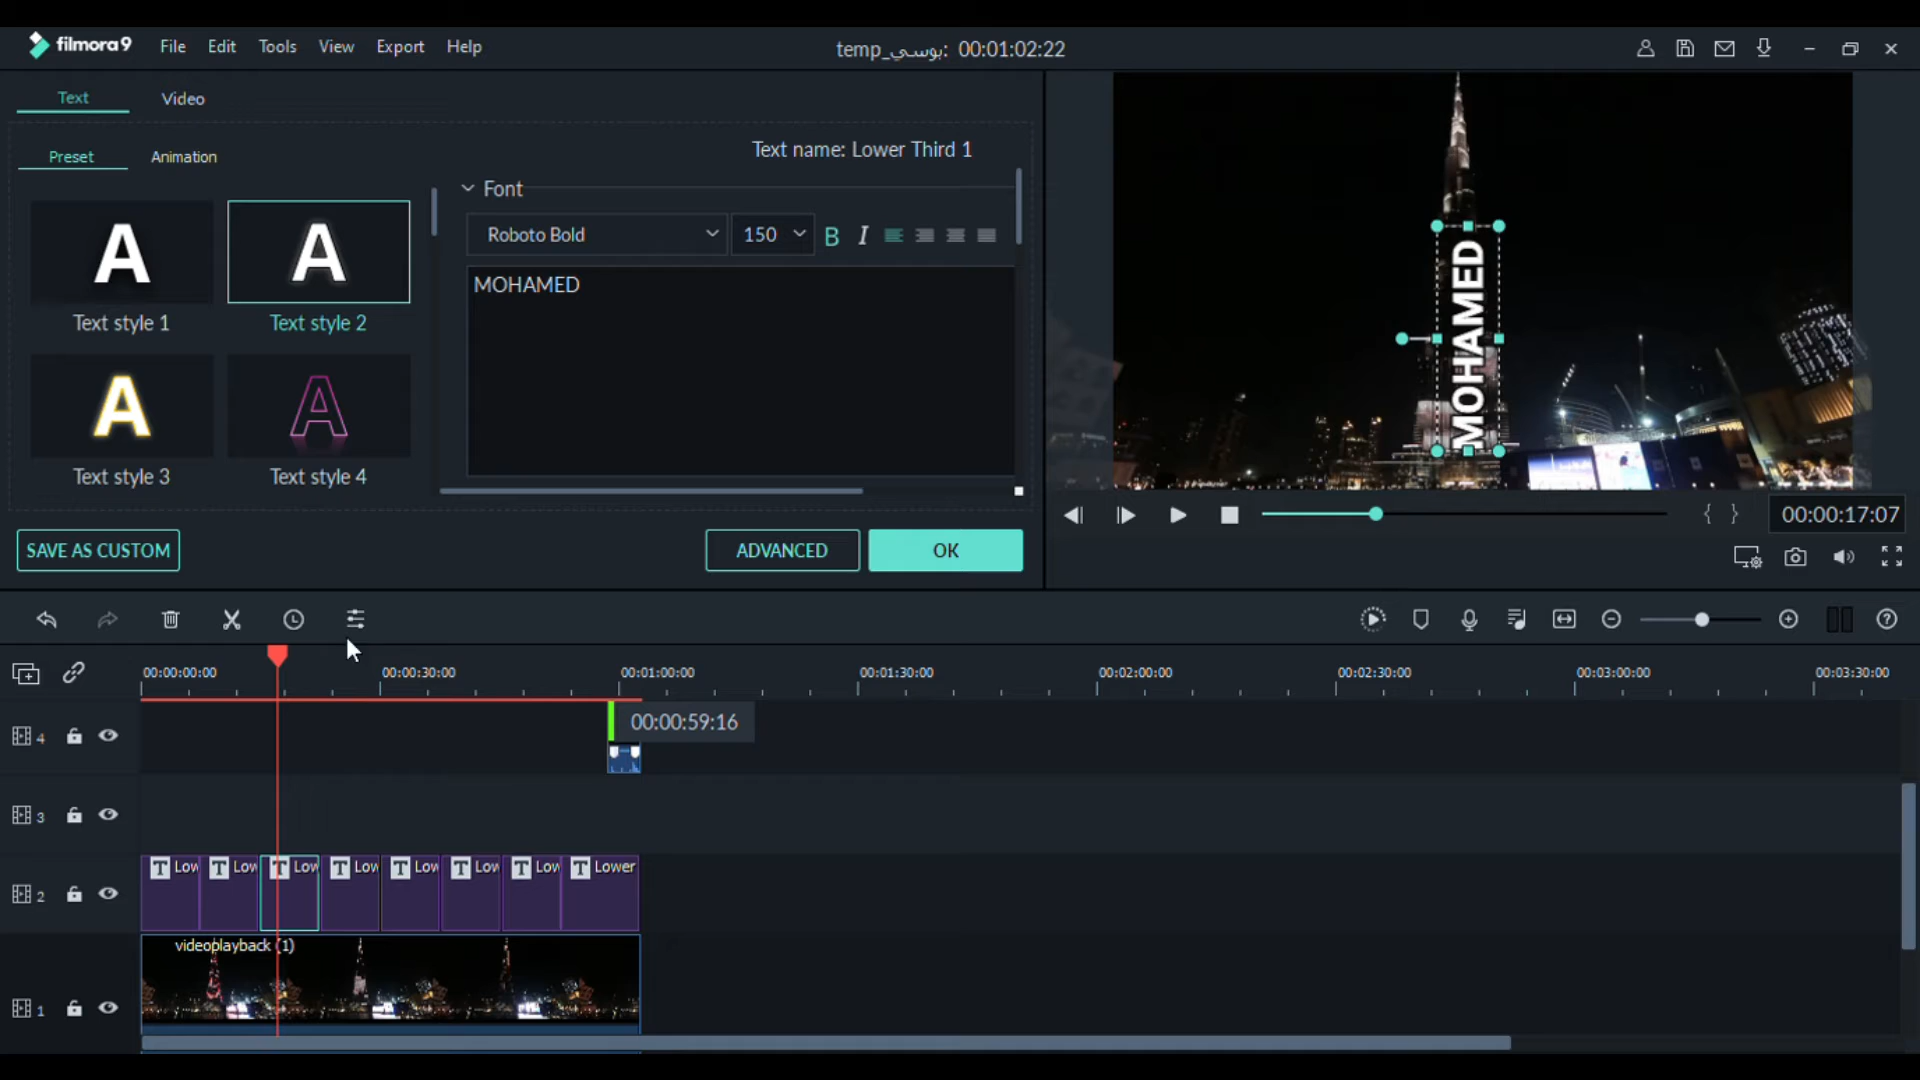 filmora9 File Edit Tools View Export Help
temp_بوسي: 00:01:02:22
Text Video
Preset Animation
Text name: Lower Third 1
Font
Roboto Bold 150 B I
MOHAMED
A A
Text style 1 Text style 2
A A
Text style 3 Text style 4
SAVE AS CUSTOM ADVANCED OK
MOHAMED
{ } 00:00:17:07
00:00:00:00 00:00:30:00 00:01:00:00 00:01:30:00 00:02:00:00 00:02:30:00 00:03:00:00 00:03:30:00
4 00:00:59:16
3
T Low T Low T Low T Low T Low T Low T Low T Lower
2
videoplayback (1)
1